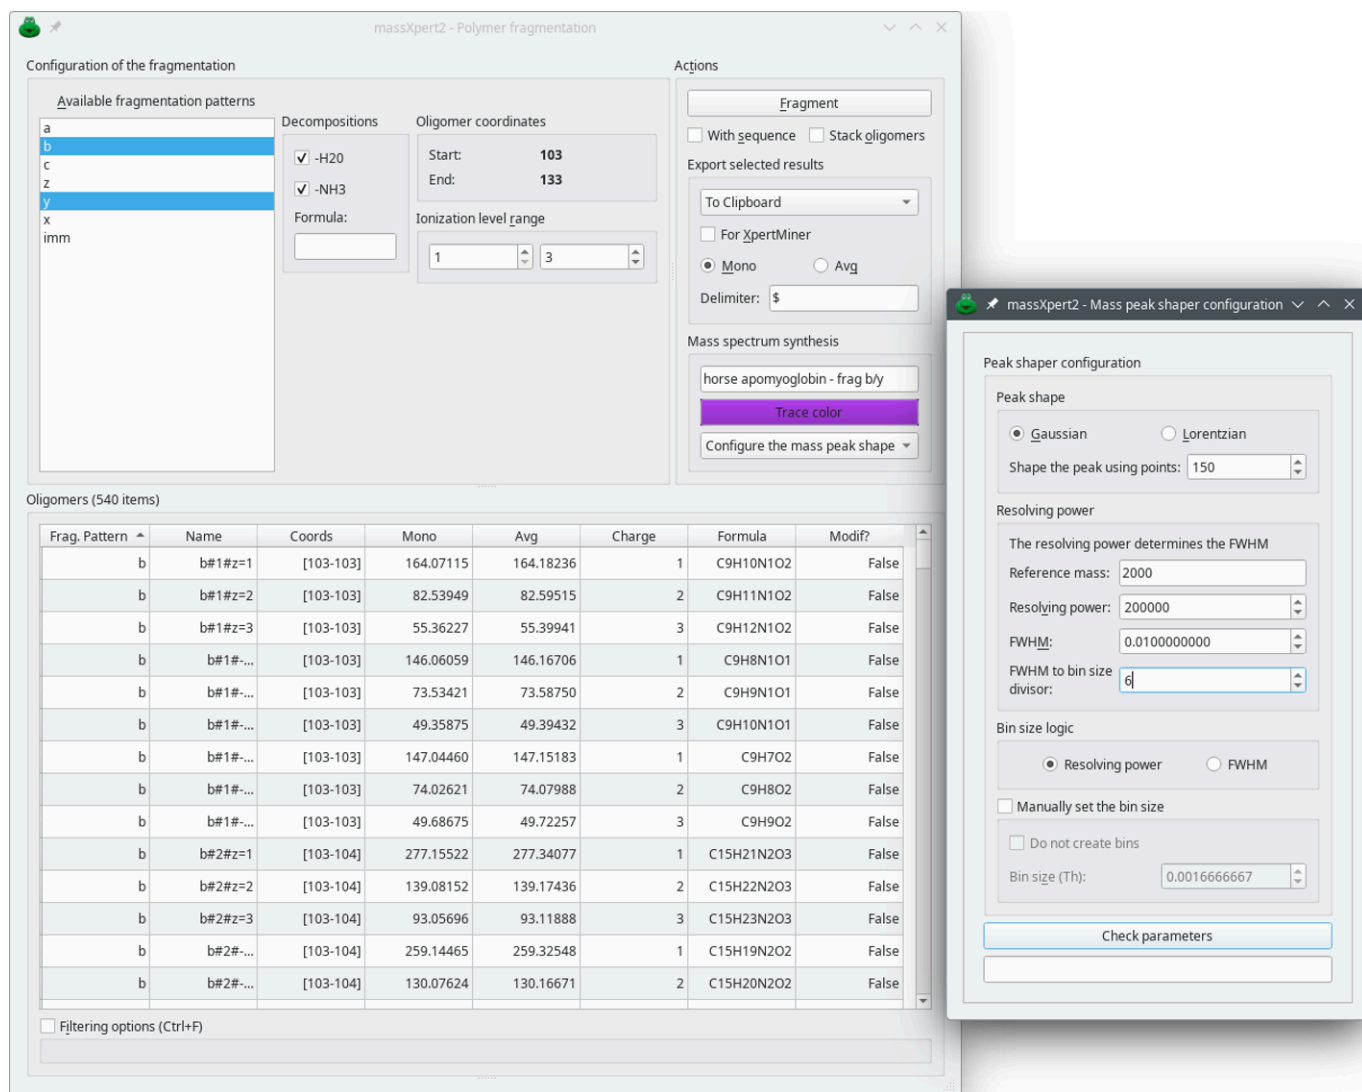 massXpert2 - Polymer fragmentation
Configuration of the fragmentation
Available fragmentation patterns
a
b
c
z
y
x
imm
Decompositions
-H20
-NH3
Formula:
Oligomer coordinates
Start: 103
End: 133
Ionization level range
1 3
Actions
Fragment
With sequence Stack oligomers
Export selected results
To Clipboard
For XpertMiner
Mono Avg
Delimiter: $
Mass spectrum synthesis
horse apomyoglobin - frag b/y
Trace color
Configure the mass peak shape
Oligomers (540 items)
Frag. Pattern Name Coords Mono Avg Charge Formula Modif?
b b#1#z=1 [103-103] 164.07115 164.18236 1 C9H10N1O2 False
b b#1#z=2 [103-103] 82.53949 82.59515 2 C9H11N1O2 False
b b#1#z=3 [103-103] 55.36227 55.39941 3 C9H12N1O2 False
b b#1#-... [103-103] 146.06059 146.16706 1 C9H8N1O1 False
b b#1#-... [103-103] 73.53421 73.58750 2 C9H9N1O1 False
b b#1#-... [103-103] 49.35875 49.39432 3 C9H10N1O1 False
b b#1#-... [103-103] 147.04460 147.15183 1 C9H7O2 False
b b#1#-... [103-103] 74.02621 74.07988 2 C9H8O2 False
b b#1#-... [103-103] 49.68675 49.72257 3 C9H9O2 False
b b#2#z=1 [103-104] 277.15522 277.34077 1 C15H21N2O3 False
b b#2#z=2 [103-104] 139.08152 139.17436 2 C15H22N2O3 False
b b#2#z=3 [103-104] 93.05696 93.11888 3 C15H23N2O3 False
b b#2#-... [103-104] 259.14465 259.32548 1 C15H19N2O2 False
b b#2#-... [103-104] 130.07624 130.16671 2 C15H20N2O2 False
Filtering options (Ctrl+F)
massXpert2 - Mass peak shaper configuration
Peak shaper configuration
Peak shape
Gaussian Lorentzian
Shape the peak using points: 150
Resolving power
The resolving power determines the FWHM
Reference mass: 2000
Resolving power: 200000
FWHM: 0.0100000000
FWHM to bin size
divisor: 6
Bin size logic
Resolving power FWHM
Manually set the bin size
Do not create bins
Bin size (Th): 0.0016666667
Check parameters